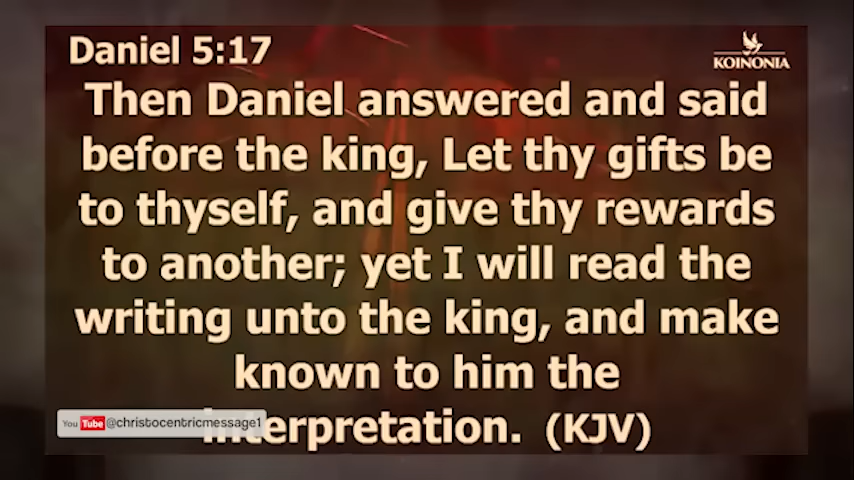 Daniel 5:17
KOINONIA
Then Daniel answered and said
before the king, Let thy gifts be
to thyself, and give thy rewards
to another; yet I will read the
writing unto the king, and make
known to him the
interpretation. (KJV)
You Tube @christocentricmessage1